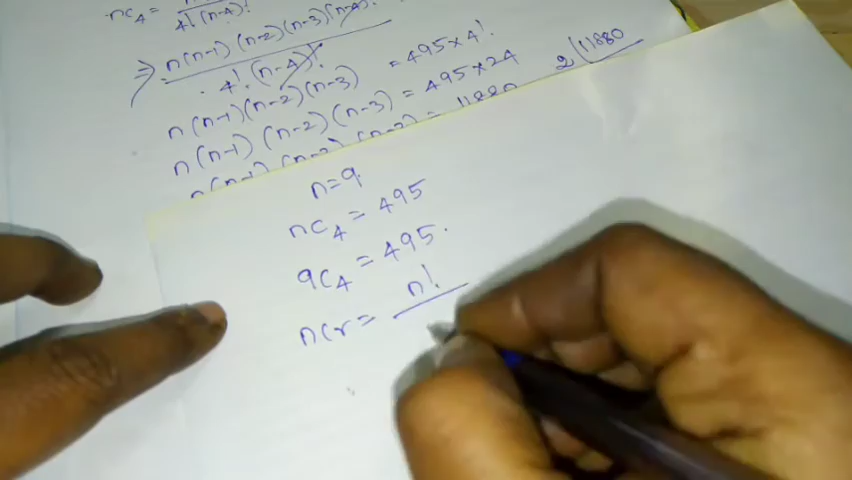 nC4 =
4!(n-4)!
⇒ n(n-1)(n-2)(n-3)(n-4)!
4!(n-4)!
n(n-1)(n-2)(n-3) = 495×4!
n(n-1)(n-2)(n-3) = 495×24
= 11880
2 11880
n=9
nC4 = 495
9C4 = 495.
nCr = n!